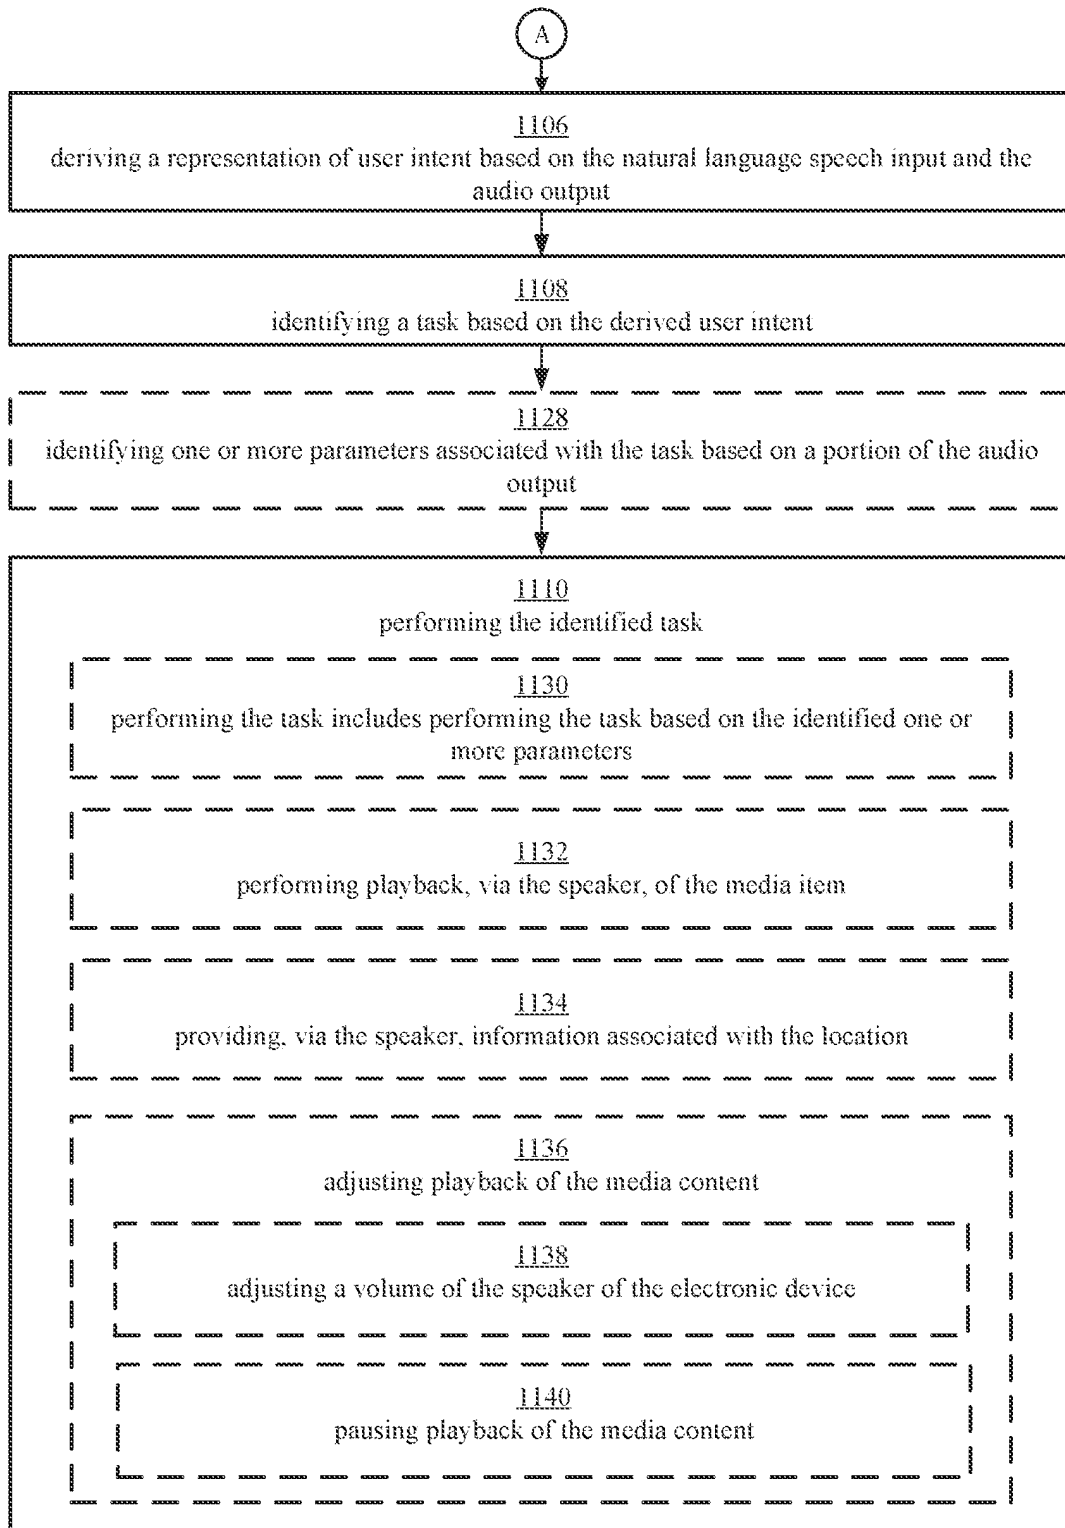 A
1106
deriving a representation of user intent based on the natural language speech input and the
audio output
1108
identifying a task based on the derived user intent
1128
identifying one or more parameters associated with the task based on a portion of the audio
output
1110
performing the identified task
1130
performing the task includes performing the task based on the identified one or
more parameters
1132
performing playback, via the speaker, of the media item
1134
providing, via the speaker, information associated with the location
1136
adjusting playback of the media content
1138
adjusting a volume of the speaker of the electronic device
1140
pausing playback of the media content